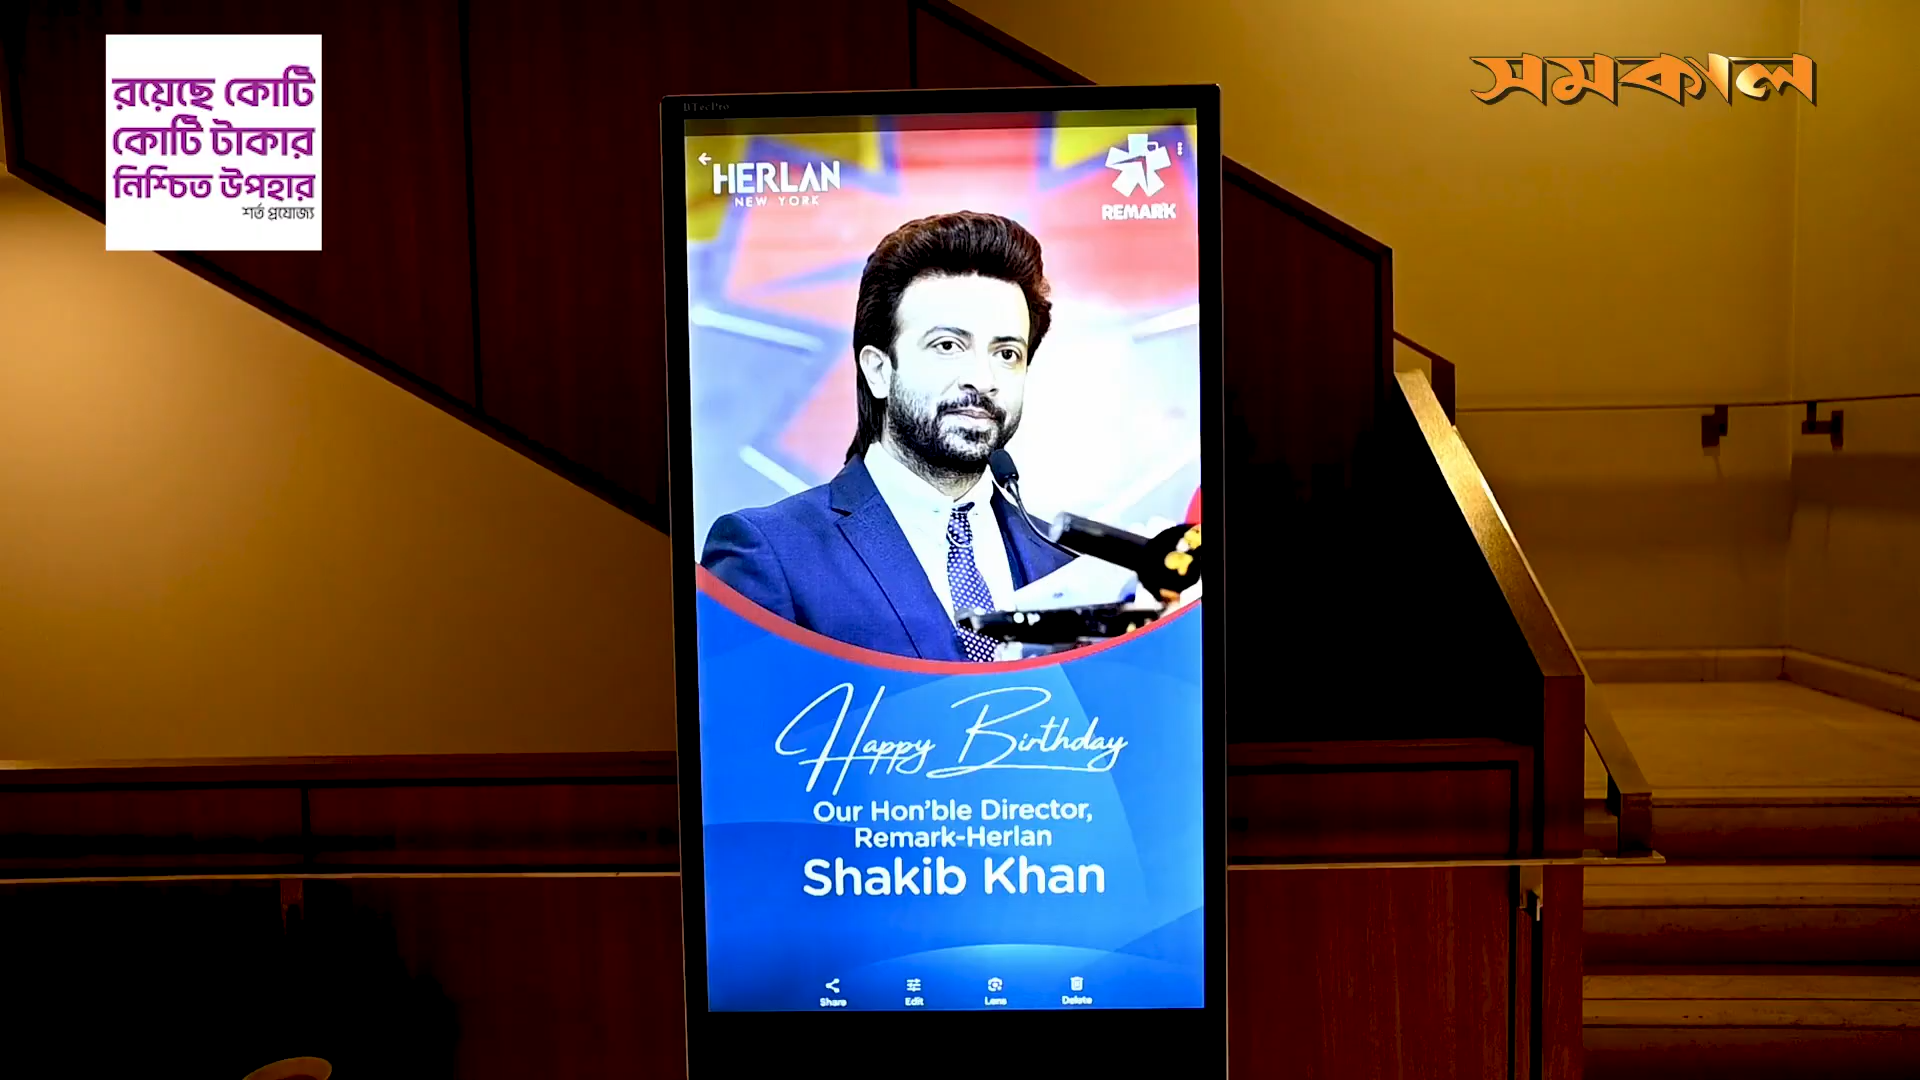 রয়েছে কোটি
কোটি টাকার
নিশ্চিত উপহার
শর্ত প্রযোজ্য
সমকাল
BTecPro
HERLAN
NEW YORK
REMARK
Happy Birthday
Our Hon'ble Director,
Remark-Herlan
Shakib Khan
Share
Edit
Lens
Delete